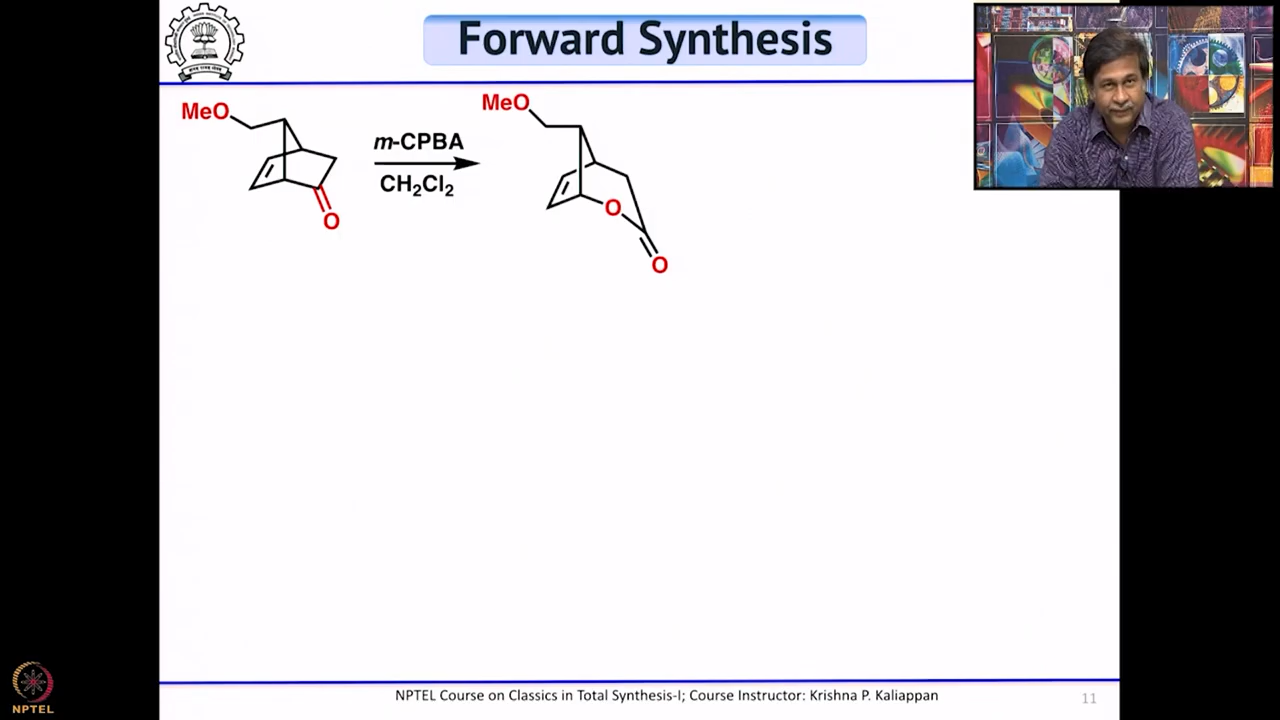 Forward Synthesis
MeO
m-CPBA
CH2Cl2
O
MeO
O
O
NPTEL Course on Classics in Total Synthesis-I; Course Instructor: Krishna P. Kaliappan
11
NPTEL